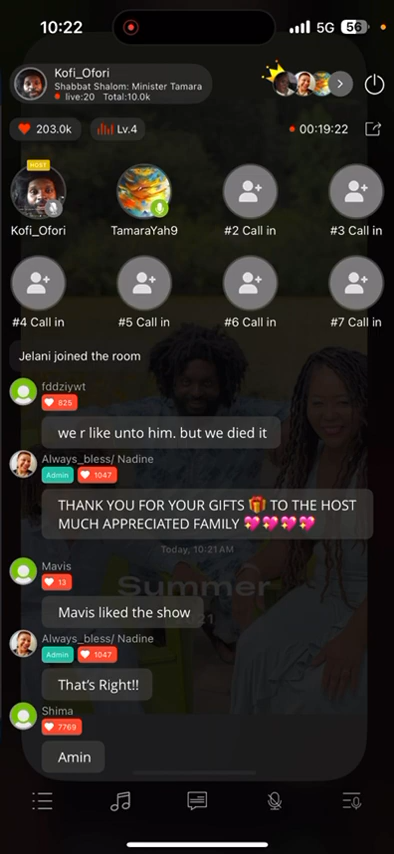 10:22
5G
56
Kofi_Ofori
Shabbat Shalom: Minister Tamara
live:20 Total:10.0k
203.0k
Lv.4
00:19:22
HOST
Kofi_Ofori
TamaraYah9
#2 Call in
#3 Call in
#4 Call in
#5 Call in
#6 Call in
#7 Call in
Jelani joined the room
fddziywt
825
we r like unto him. but we died it
Always_bless/ Nadine
Admin
1047
THANK YOU FOR YOUR GIFTS 🎁 TO THE HOST
MUCH APPRECIATED FAMILY 💖💖💖💖
Today, 10:21 AM
Summer
21
Mavis
13
Mavis liked the show
Always_bless/ Nadine
Admin
1047
That's Right!!
Shima
7769
Amin